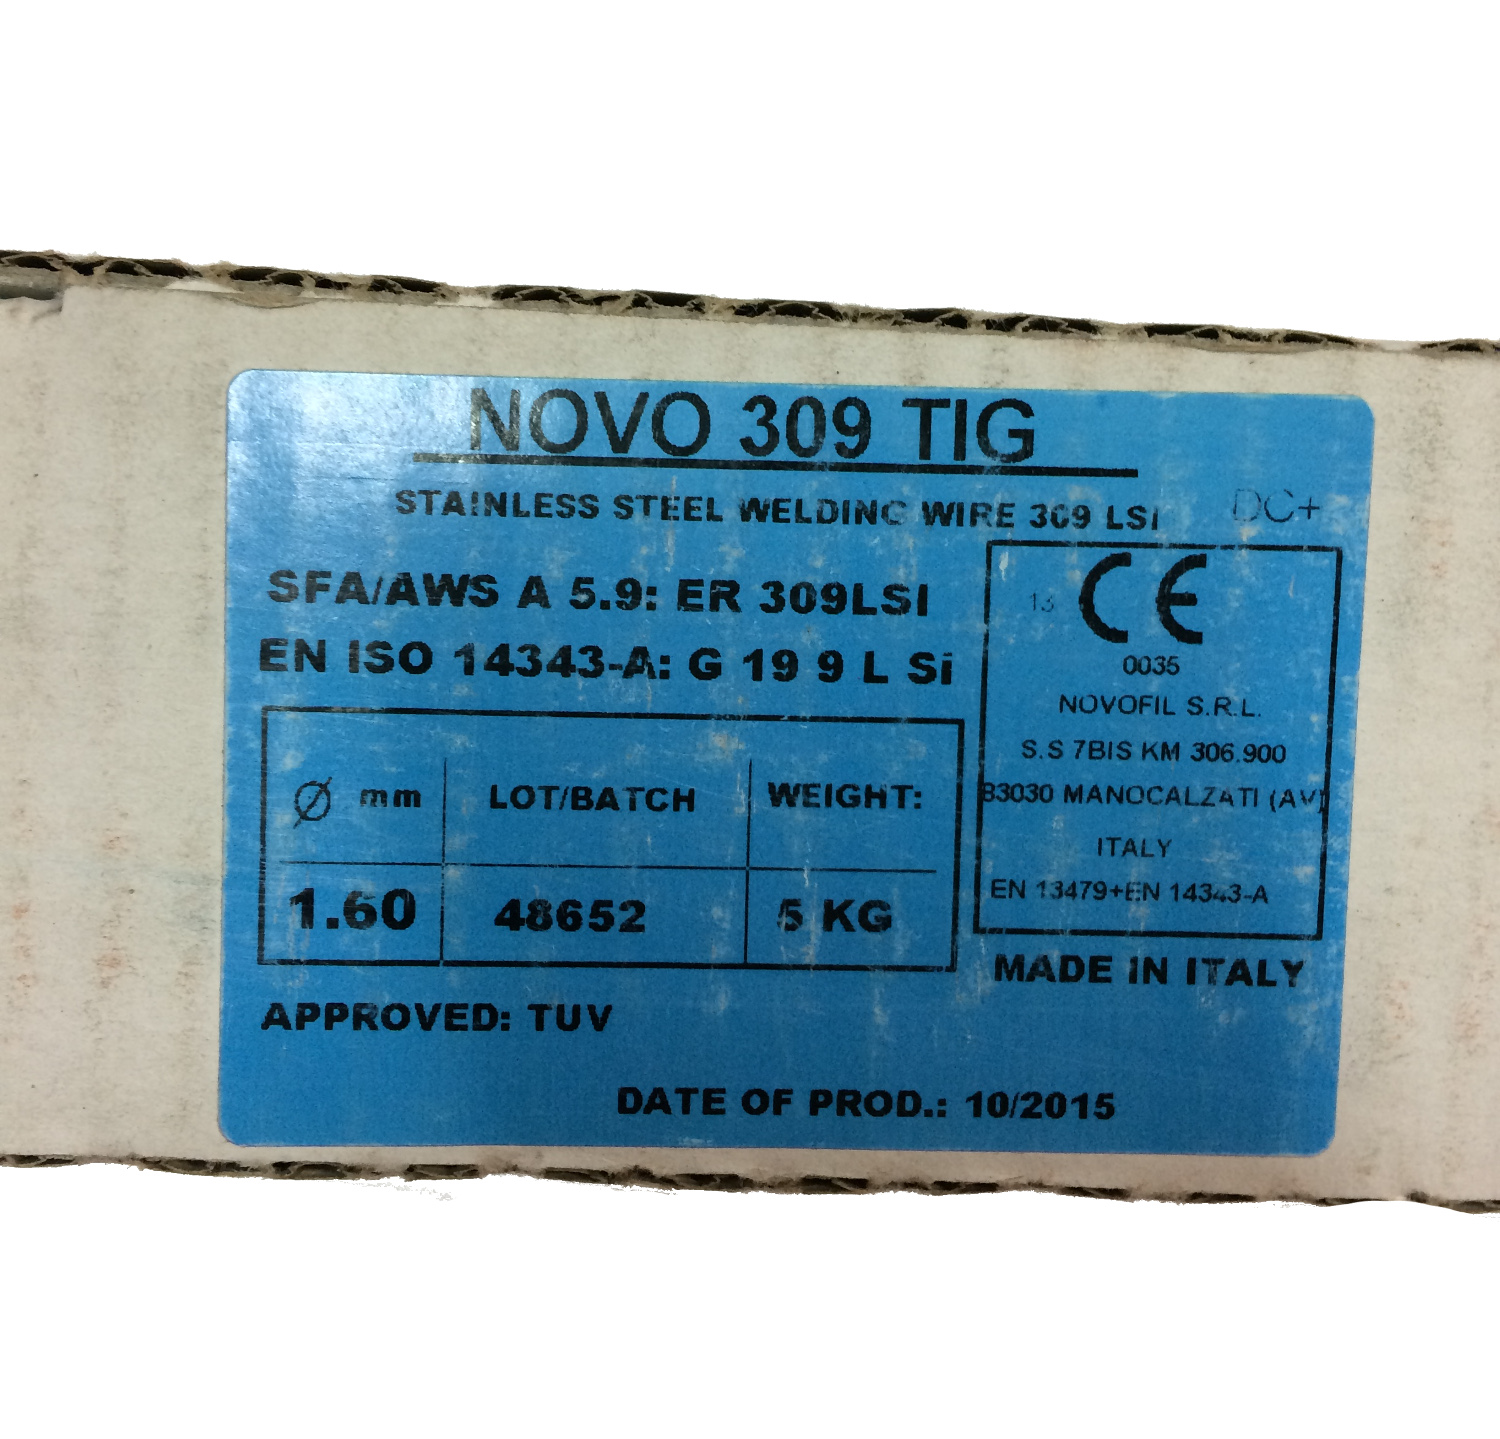 NOVO 309 TIG
STAINLESS STEEL WELDING WIRE 309 LSI
DC+
SFA/AWS A 5.9: ER 309LSI
EN ISO 14343-A: G 19 9 L Si
13 CE
0035
NOVOFIL S.R.L.
S.S 7BIS KM 306.900
83030 MANOCALZATI (AV)
ITALY
EN 13479+EN 14343-A
Ø mm LOT/BATCH WEIGHT:
1.60 48652 5 KG
MADE IN ITALY
APPROVED: TUV
DATE OF PROD.: 10/2015